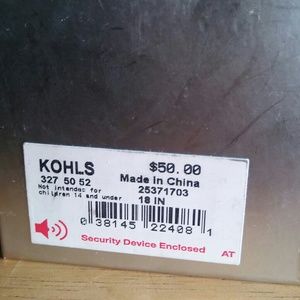 KOHLS $50.00
327 50 52 Made in China
Not intended for 25371703
children 14 and under 18 IN
0 38145 22408 1
Security Device Enclosed
AT